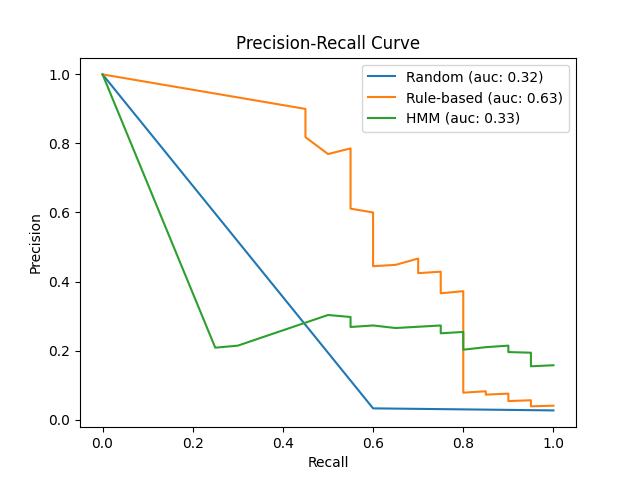 Precision-Recall Curve
Random (auc: 0.32)
Rule-based (auc: 0.63)
HMM (auc: 0.33)
Precision
1.0
0.8
0.6
0.4
0.2
0.0
0.0 0.2 0.4 0.6 0.8 1.0
Recall